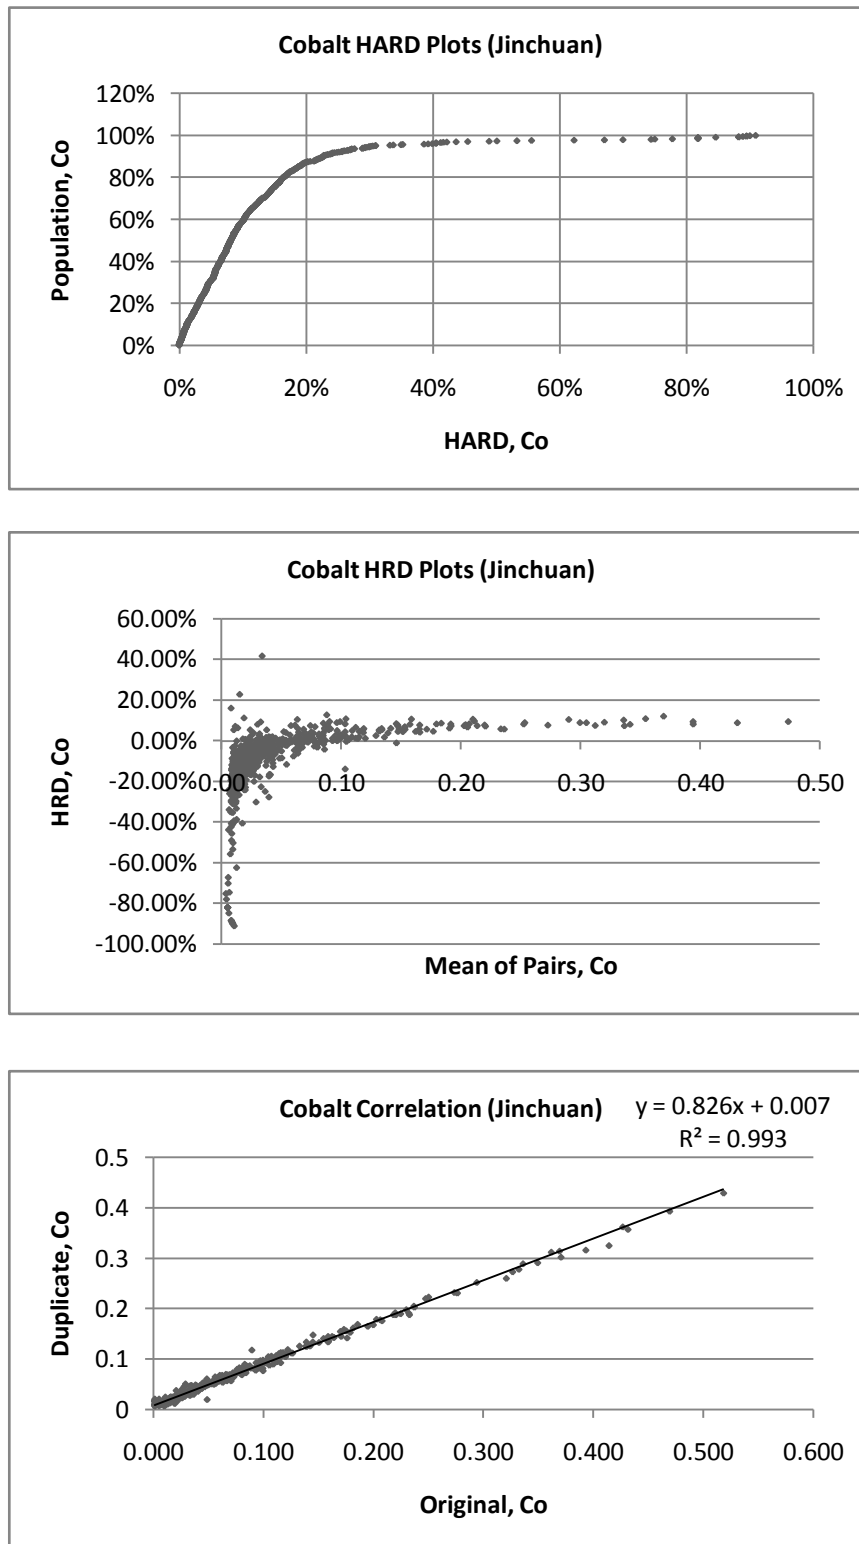 Cobalt HARD Plots (Jinchuan)
120%
100%
80%
60%
40%
20%
0%
Population, Co
0% 20% 40% 60% 80% 100%
HARD, Co
Cobalt HRD Plots (Jinchuan)
60.00%
40.00%
20.00%
0.00%
-20.00%
-40.00%
-60.00%
-80.00%
-100.00%
HRD, Co
0.00 0.10 0.20 0.30 0.40 0.50
Mean of Pairs, Co
Cobalt Correlation (Jinchuan)
y = 0.826x + 0.007
R² = 0.993
0.5
0.4
0.3
0.2
0.1
0
Duplicate, Co
0.000 0.100 0.200 0.300 0.400 0.500 0.600
Original, Co